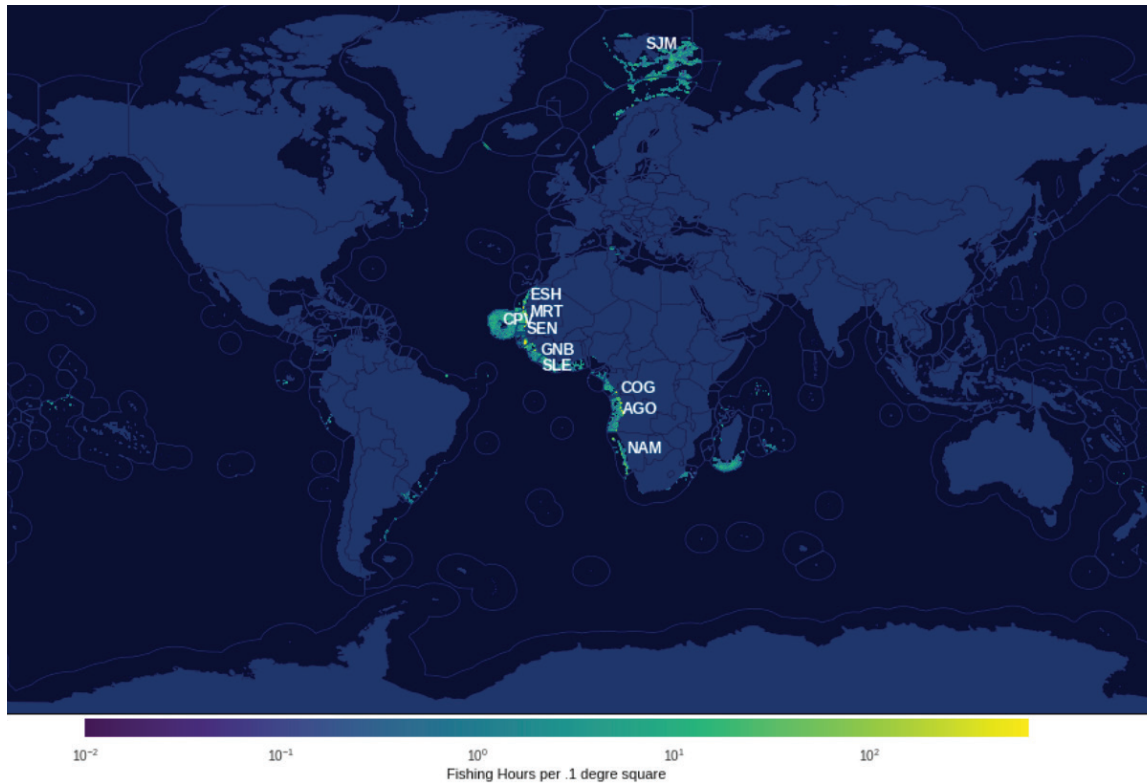 SJM
ESH
MRT
CPV
SEN
GNB
SLE
COG
AGO
NAM
10⁻² 10⁻¹ 10⁰ 10¹ 10²
Fishing Hours per .1 degre square